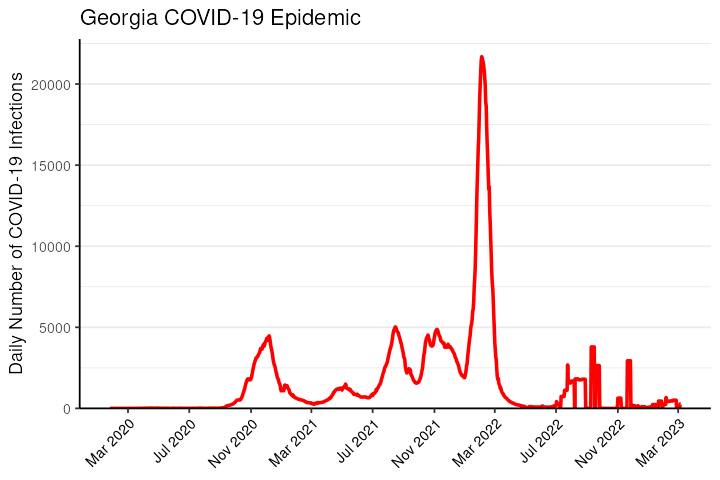 Georgia COVID-19 Epidemic
Daily Number of COVID-19 Infections
20000
15000
10000
5000
0
Mar 2020
Jul 2020
Nov 2020
Mar 2021
Jul 2021
Nov 2021
Mar 2022
Jul 2022
Nov 2022
Mar 2023